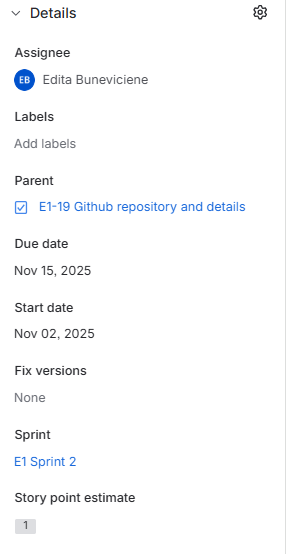 Details
Assignee
EB Edita Buneviciene
Labels
Add labels
Parent
E1-19 Github repository and details
Due date
Nov 15, 2025
Start date
Nov 02, 2025
Fix versions
None
Sprint
E1 Sprint 2
Story point estimate
1